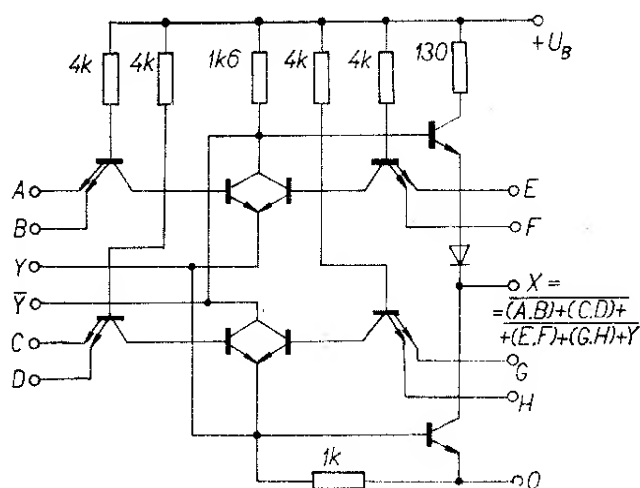 4k
4k
1k6
4k
4k
130
+U_B
A
B
E
F
Y
Y̅
X =
= (A.B)+(C.D)+
+(E.F)+(G.H)+Y
C
D
G
H
1k
0